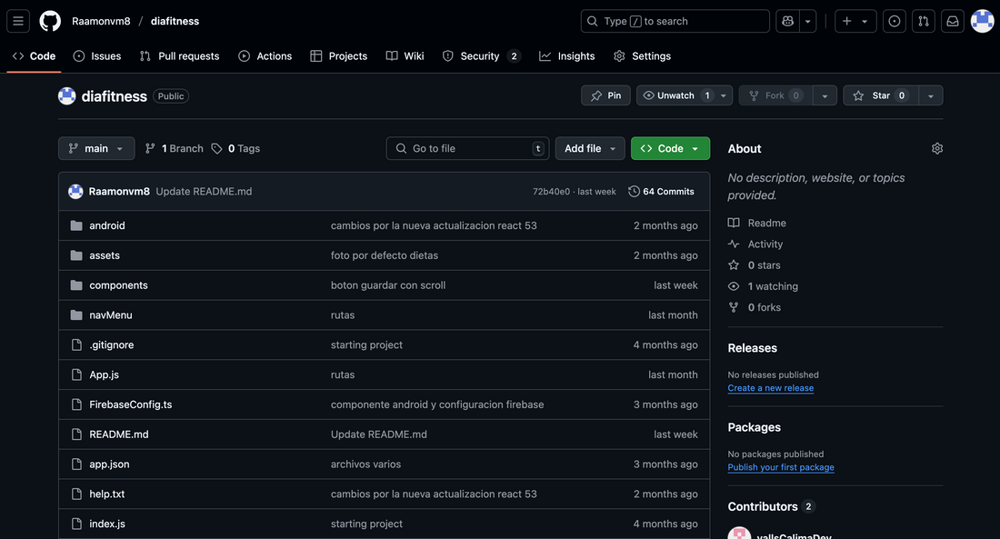 Raamonvm8 / diafitness
Type / to search
Code Issues Pull requests Actions Projects Wiki Security 2 Insights Settings
diafitness Public
Pin Unwatch 1 Fork 0 Star 0
main 1 Branch 0 Tags
Go to file t Add file Code
Raamonvm8 Update README.md 72b40e0 · last week 64 Commits
android cambios por la nueva actualizacion react 53 2 months ago
assets foto por defecto dietas 2 months ago
components boton guardar con scroll last week
navMenu rutas last month
.gitignore starting project 4 months ago
App.js rutas last month
FirebaseConfig.ts componente android y configuracion firebase 3 months ago
README.md Update README.md last week
app.json archivos varios 3 months ago
help.txt cambios por la nueva actualizacion react 53 2 months ago
index.js starting project 4 months ago
About
No description, website, or topics
provided.
Readme
Activity
0 stars
1 watching
0 forks
Releases
No releases published
Create a new release
Packages
No packages published
Publish your first package
Contributors 2
vallsCalimaDev